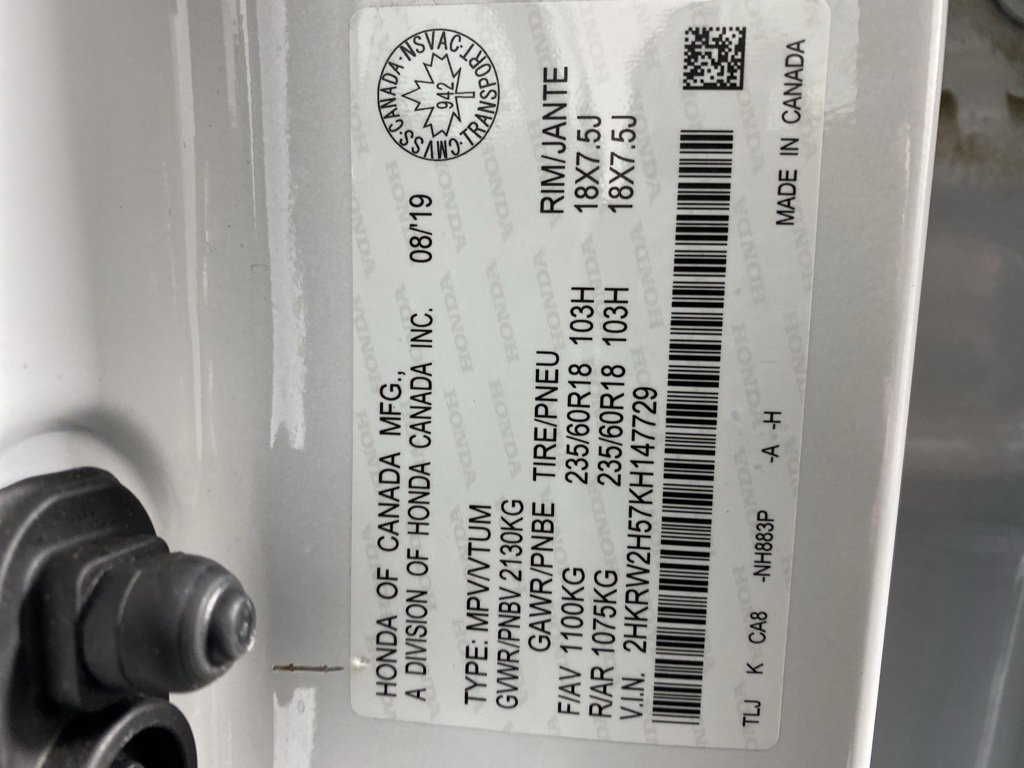 HONDA OF CANADA MFG.,
A DIVISION OF HONDA CANADA INC. 08/'19
CMVSS·CANADA·NSVAC·TRANSPORT·
942
TYPE: MPV/VTUM
GVWR/PNBV 2130KG
GAWR/PNBE TIRE/PNEU RIM/JANTE
F/AV 1100KG 235/60R18 103H 18X7.5J
R/AR 1075KG 235/60R18 103H 18X7.5J
V.I.N. 2HKRW2H57KH147729
TLJ K CA8 -NH883P -A -H MADE IN CANADA